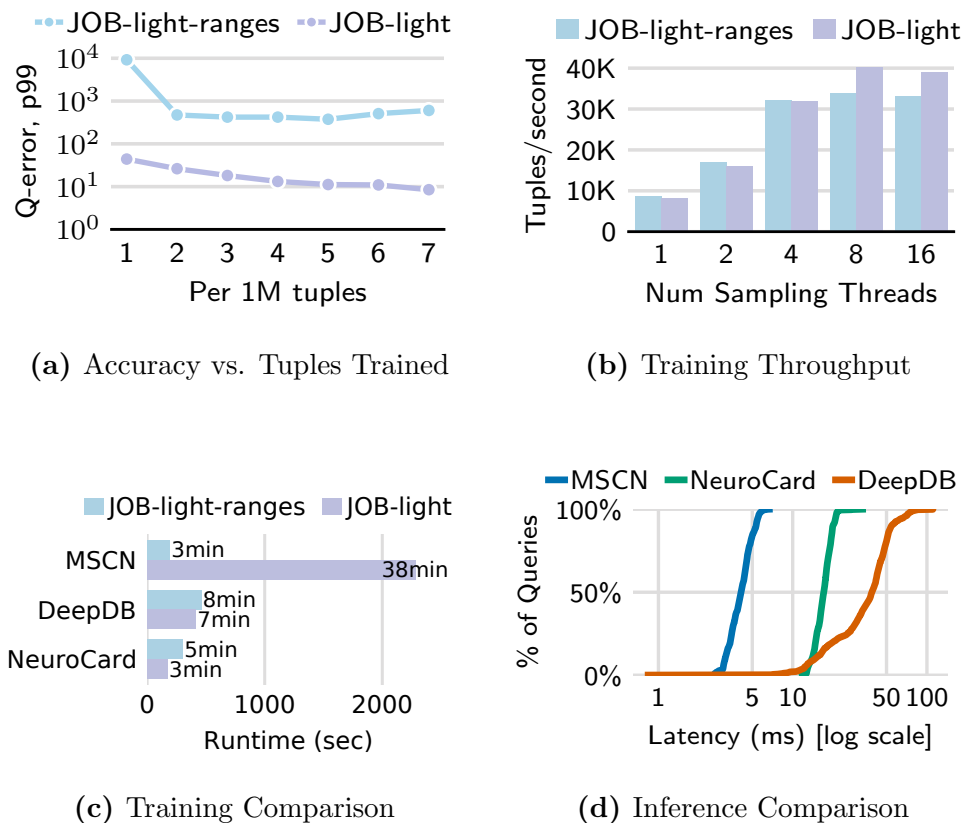 JOB-light-ranges JOB-light
Q-error, p99
10^4
10^3
10^2
10^1
10^0
1 2 3 4 5 6 7
Per 1M tuples
(a) Accuracy vs. Tuples Trained
JOB-light-ranges JOB-light
Tuples/second
40K
30K
20K
10K
0
1 2 4 8 16
Num Sampling Threads
(b) Training Throughput
JOB-light-ranges JOB-light
MSCN 3min
38min
DeepDB 8min
7min
NeuroCard 5min
3min
0 1000 2000
Runtime (sec)
(c) Training Comparison
MSCN NeuroCard DeepDB
% of Queries
100%
50%
0%
1 5 10 50 100
Latency (ms) [log scale]
(d) Inference Comparison